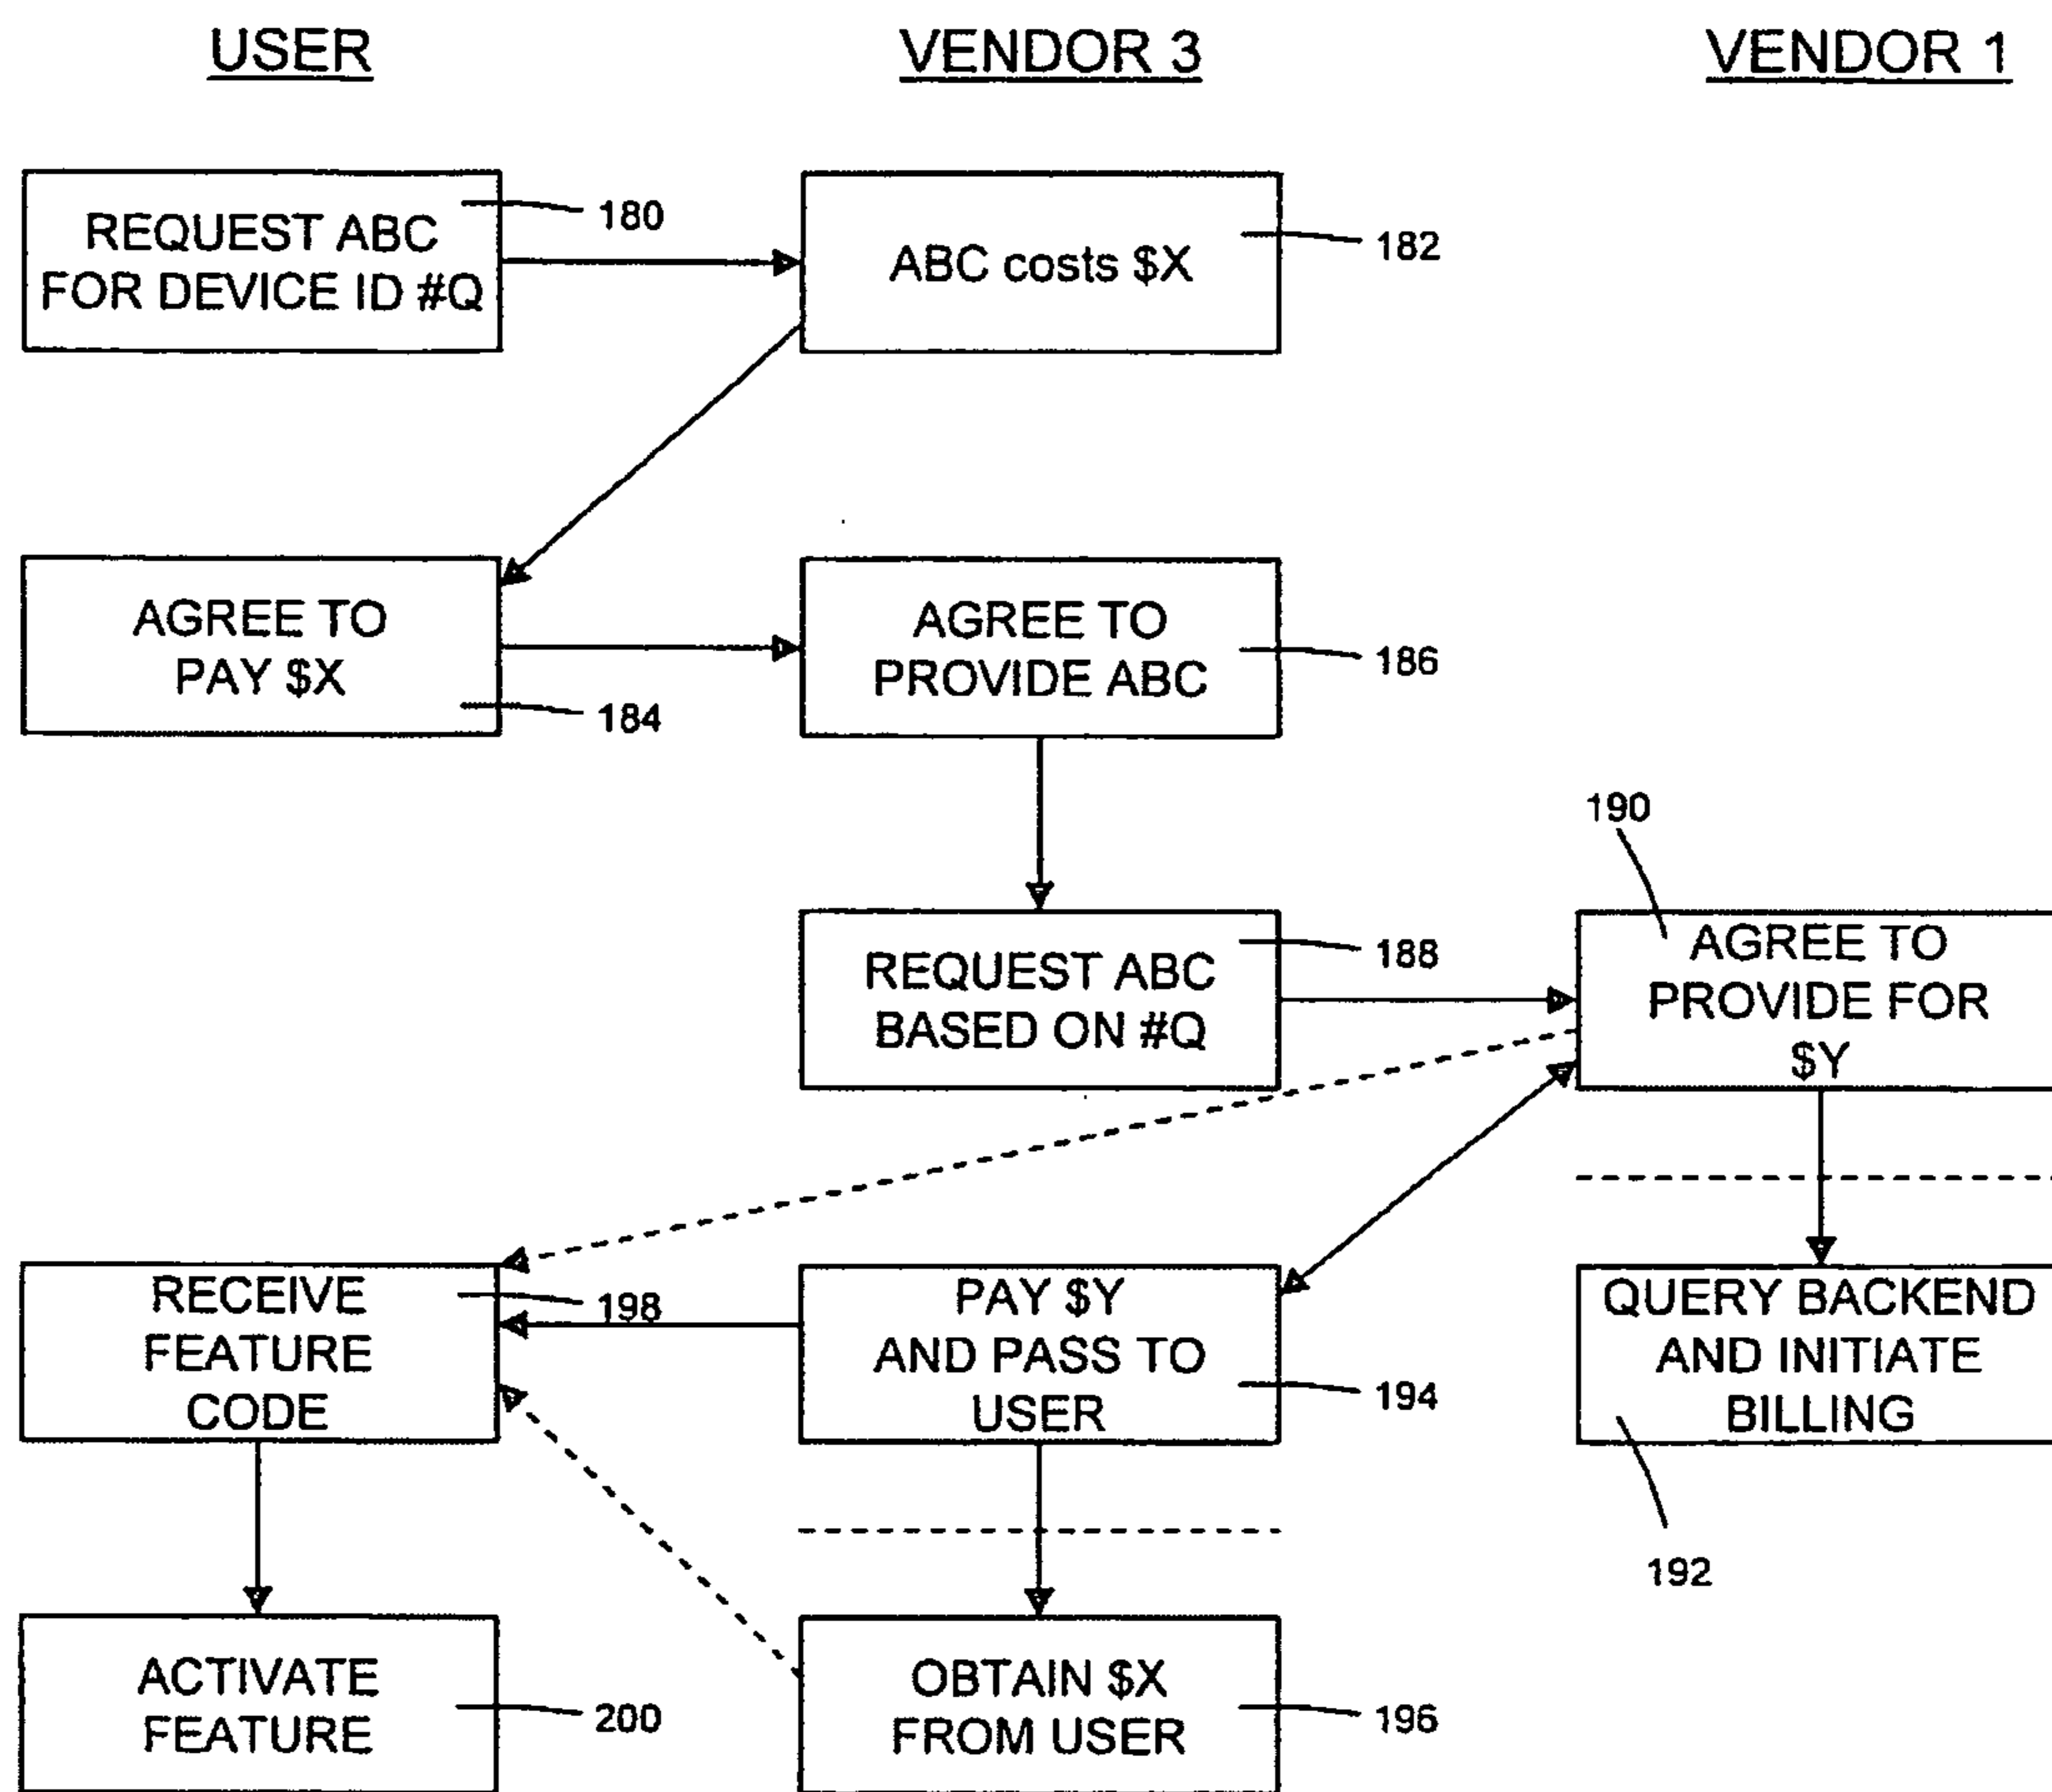 USER
VENDOR 3
VENDOR 1
REQUEST ABC
FOR DEVICE ID #Q
180
ABC costs $X
182
AGREE TO
PAY $X
184
AGREE TO
PROVIDE ABC
186
190
REQUEST ABC
BASED ON #Q
188
AGREE TO
PROVIDE FOR
$Y
RECEIVE
FEATURE
CODE
198
PAY $Y
AND PASS TO
USER
194
QUERY BACKEND
AND INITIATE
BILLING
192
ACTIVATE
FEATURE
200
OBTAIN $X
FROM USER
196